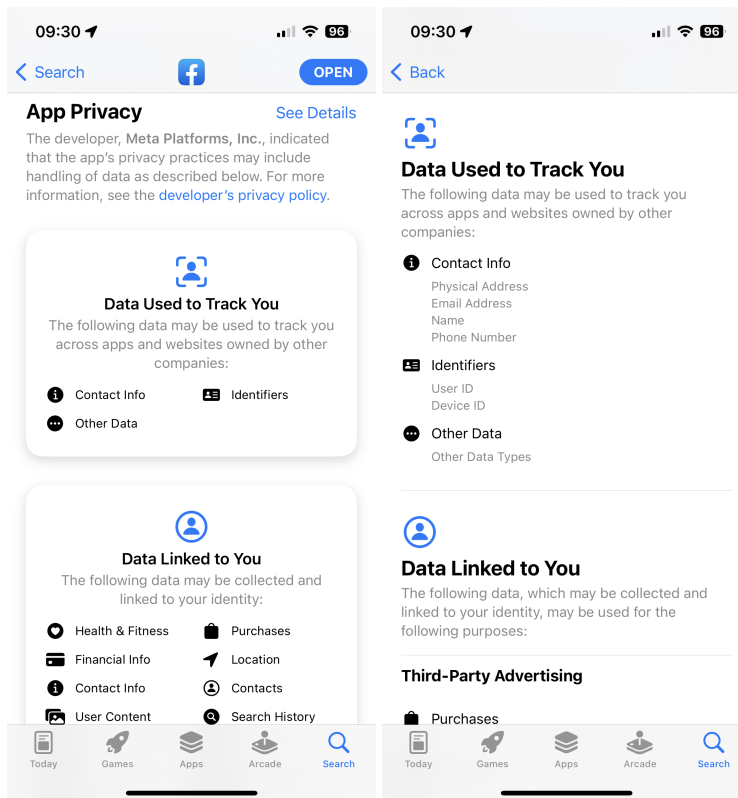 09:30
96
Search
OPEN
App Privacy
See Details
The developer, Meta Platforms, Inc., indicated
that the app's privacy practices may include
handling of data as described below. For more
information, see the developer's privacy policy.
Data Used to Track You
The following data may be used to track you
across apps and websites owned by other
companies:
Contact Info
Identifiers
Other Data
Data Linked to You
The following data may be collected and
linked to your identity:
Health & Fitness
Purchases
Financial Info
Location
Contact Info
Contacts
User Content
Search History
Today
Games
Apps
Arcade
Search
09:30
96
Back
Data Used to Track You
The following data may be used to track you
across apps and websites owned by other
companies:
Contact Info
Physical Address
Email Address
Name
Phone Number
Identifiers
User ID
Device ID
Other Data
Other Data Types
Data Linked to You
The following data, which may be collected and
linked to your identity, may be used for the
following purposes:
Third-Party Advertising
Purchases
Today
Games
Apps
Arcade
Search